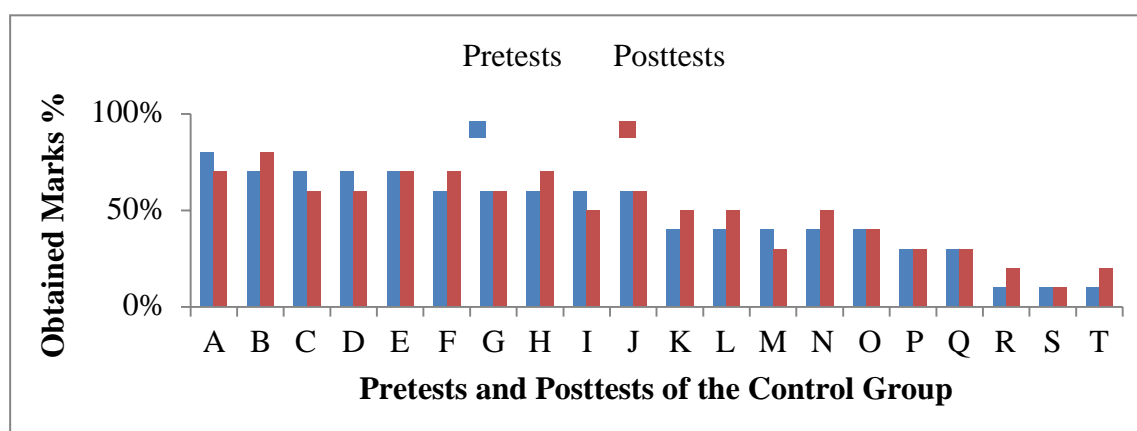 Pretests Posttests
Obtained Marks %
100%
50%
0%
A B C D E F G H I J K L M N O P Q R S T
Pretests and Posttests of the Control Group